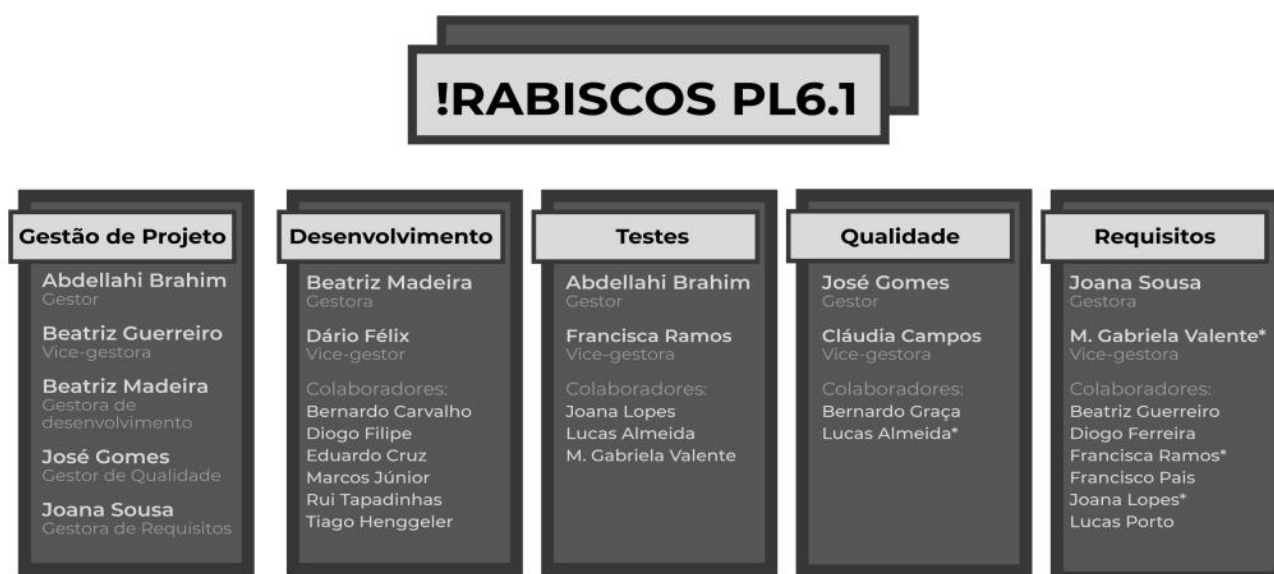 !RABISCOS PL6.1
Gestão de Projeto
Abdellahi Brahim
Gestor
Beatriz Guerreiro
Vice-gestora
Beatriz Madeira
Gestora de
desenvolvimento
José Gomes
Gestor de Qualidade
Joana Sousa
Gestora de Requisitos
Desenvolvimento
Beatriz Madeira
Gestora
Dário Félix
Vice-gestor
Colaboradores:
Bernardo Carvalho
Diogo Filipe
Eduardo Cruz
Marcos Júnior
Rui Tapadinhas
Tiago Henggeler
Testes
Abdellahi Brahim
Gestor
Francisca Ramos
Vice-gestora
Colaboradores:
Joana Lopes
Lucas Almeida
M. Gabriela Valente
Qualidade
José Gomes
Gestor
Cláudia Campos
Vice-gestora
Colaboradores:
Bernardo Graça
Lucas Almeida*
Requisitos
Joana Sousa
Gestora
M. Gabriela Valente*
Vice-gestora
Colaboradores:
Beatriz Guerreiro
Diogo Ferreira
Francisca Ramos*
Francisco Pais
Joana Lopes*
Lucas Porto